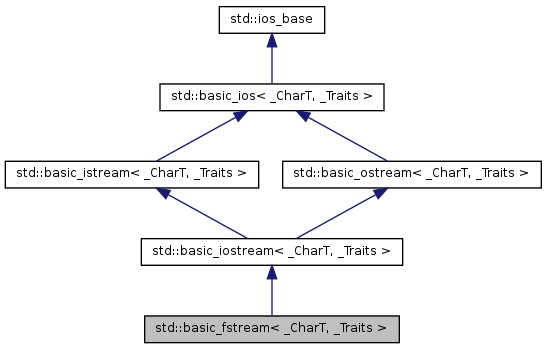 std::ios_base
std::basic_ios< _CharT, _Traits >
std::basic_istream< _CharT, _Traits >
std::basic_ostream< _CharT, _Traits >
std::basic_iostream< _CharT, _Traits >
std::basic_fstream< _CharT, _Traits >